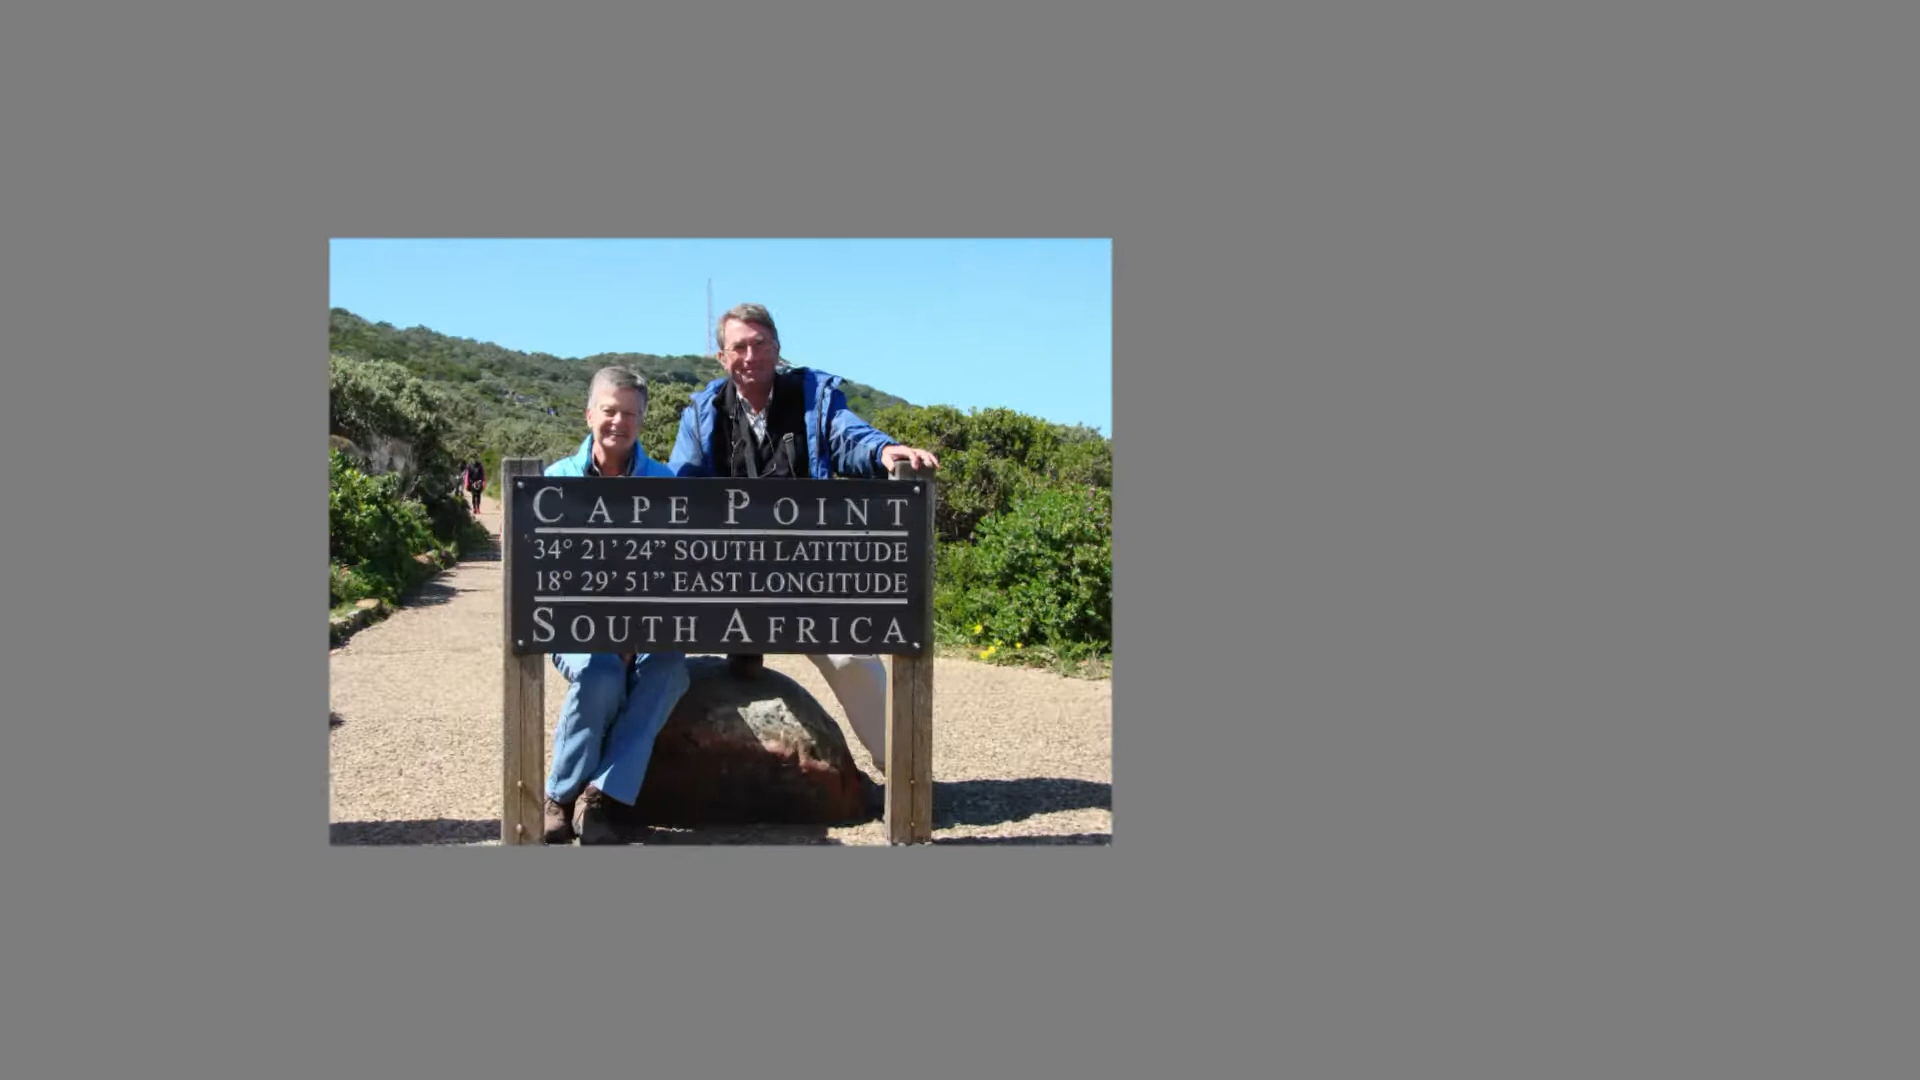 CAPE POINT
34° 21’ 24” SOUTH LATITUDE
18° 29’ 51” EAST LONGITUDE
SOUTH AFRICA